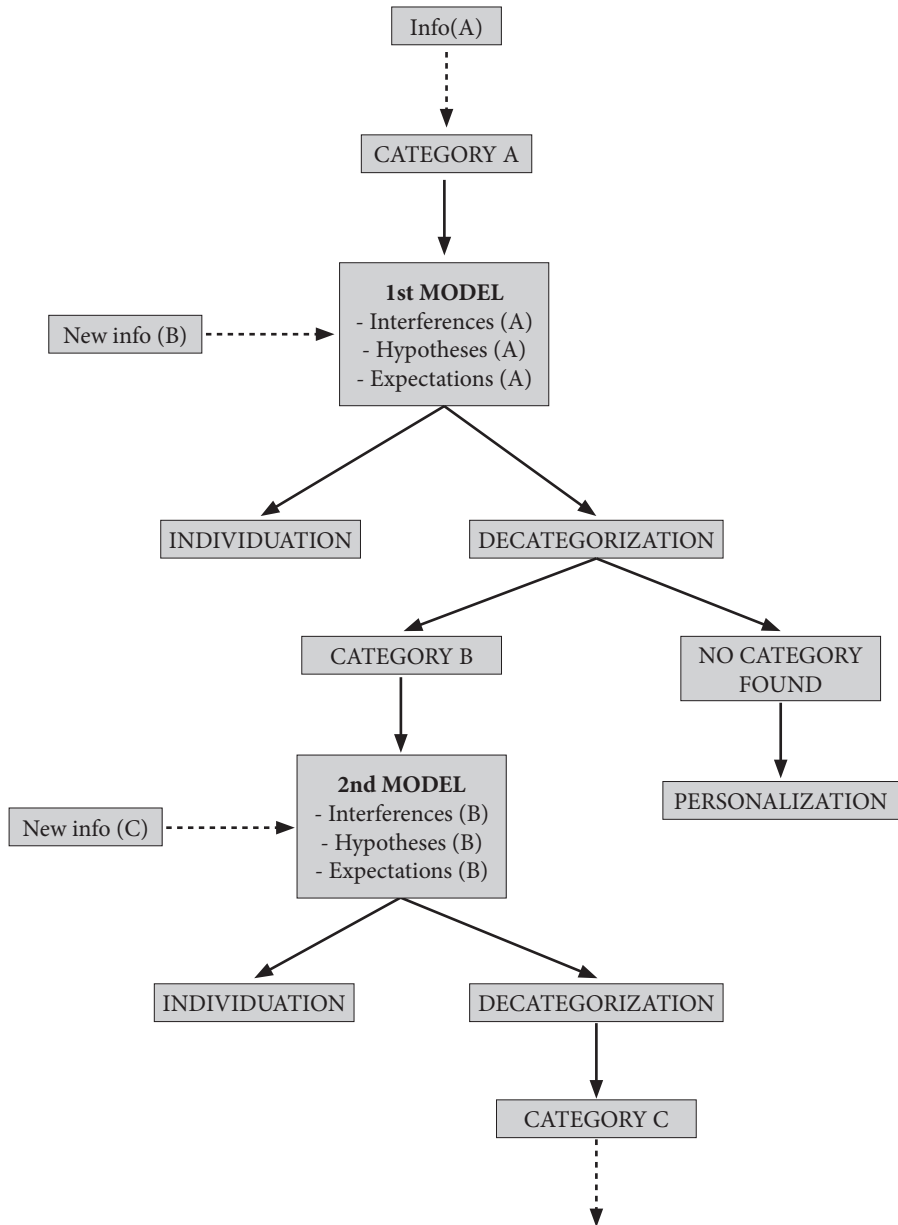 Info(A)
CATEGORY A
1st MODEL
- Interferences (A)
- Hypotheses (A)
- Expectations (A)
New info (B)
INDIVIDUATION
DECATEGORIZATION
CATEGORY B
NO CATEGORY
FOUND
2nd MODEL
- Interferences (B)
- Hypotheses (B)
- Expectations (B)
PERSONALIZATION
New info (C)
INDIVIDUATION
DECATEGORIZATION
CATEGORY C